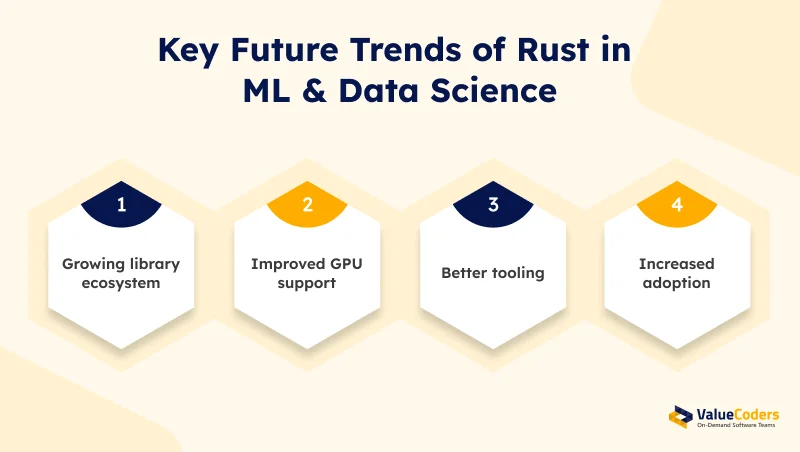 Key Future Trends of Rust in
ML & Data Science
1
Growing library
ecosystem
2
Improved GPU
support
3
Better tooling
4
Increased
adoption
ValueCoders
On-Demand Software Teams